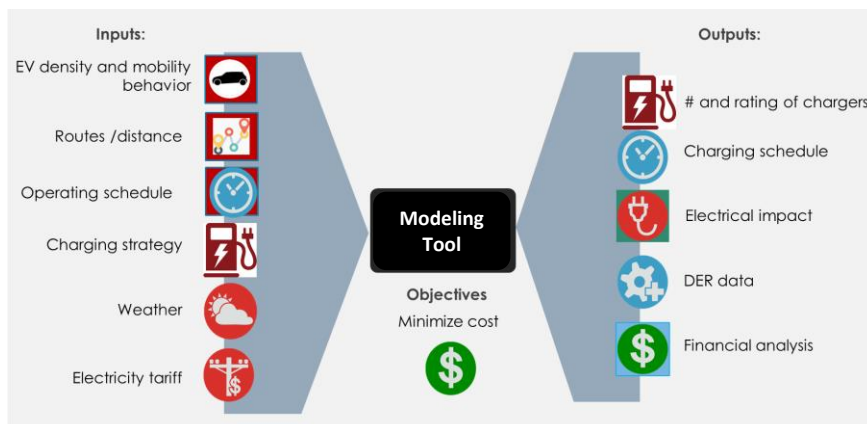 Inputs:
EV density and mobility
behavior
Routes /distance
Operating schedule
Charging strategy
Weather
Electricity tariff
Modeling
Tool
Objectives
Minimize cost
$
Outputs:
# and rating of chargers
Charging schedule
Electrical impact
DER data
Financial analysis
$
$